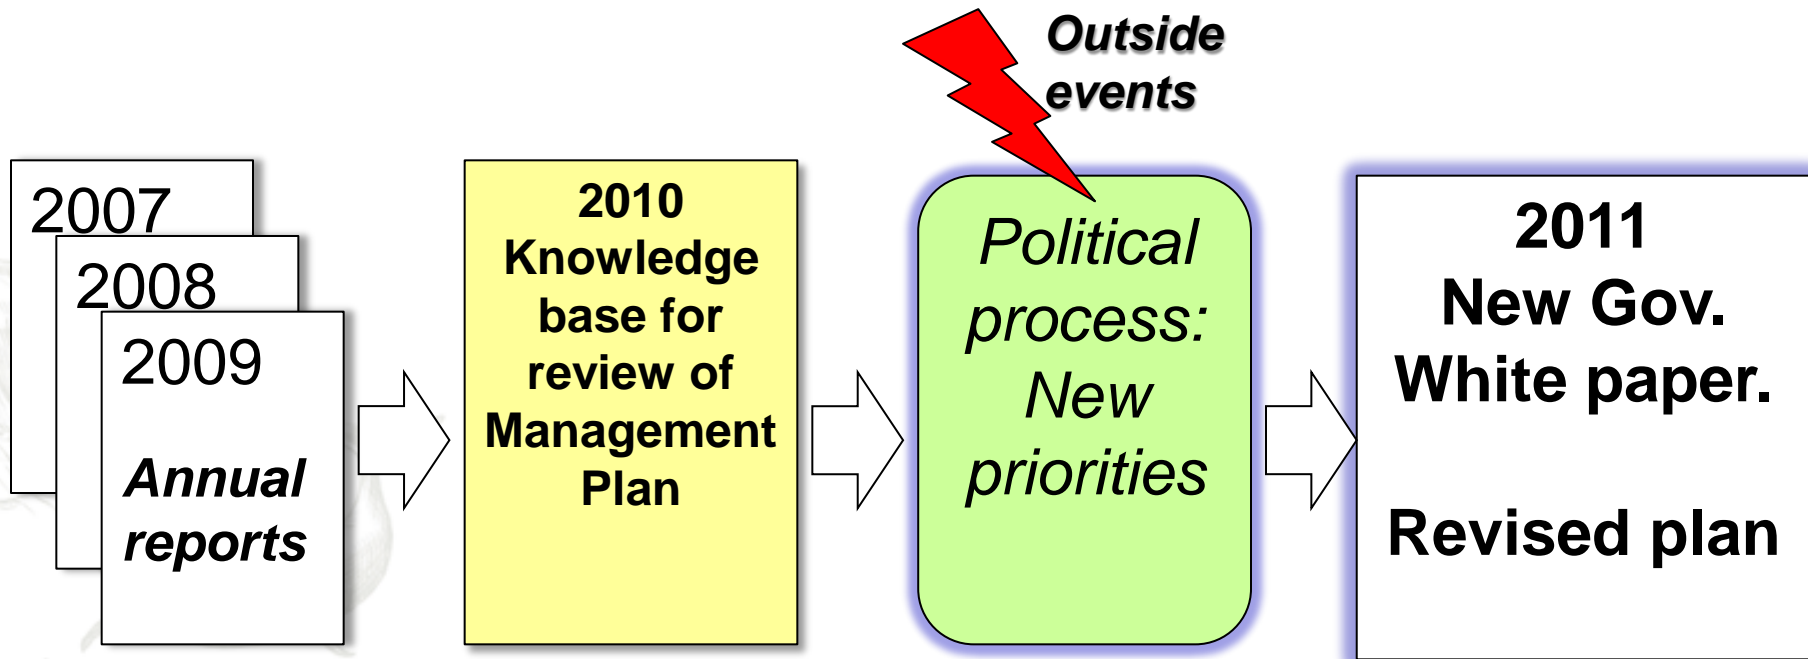 2007
2008
2009
Annual
reports
2010
Knowledge
base for
review of
Management
Plan
Outside
events
Political
process:
New
priorities
2011
New Gov.
White paper.
Revised plan